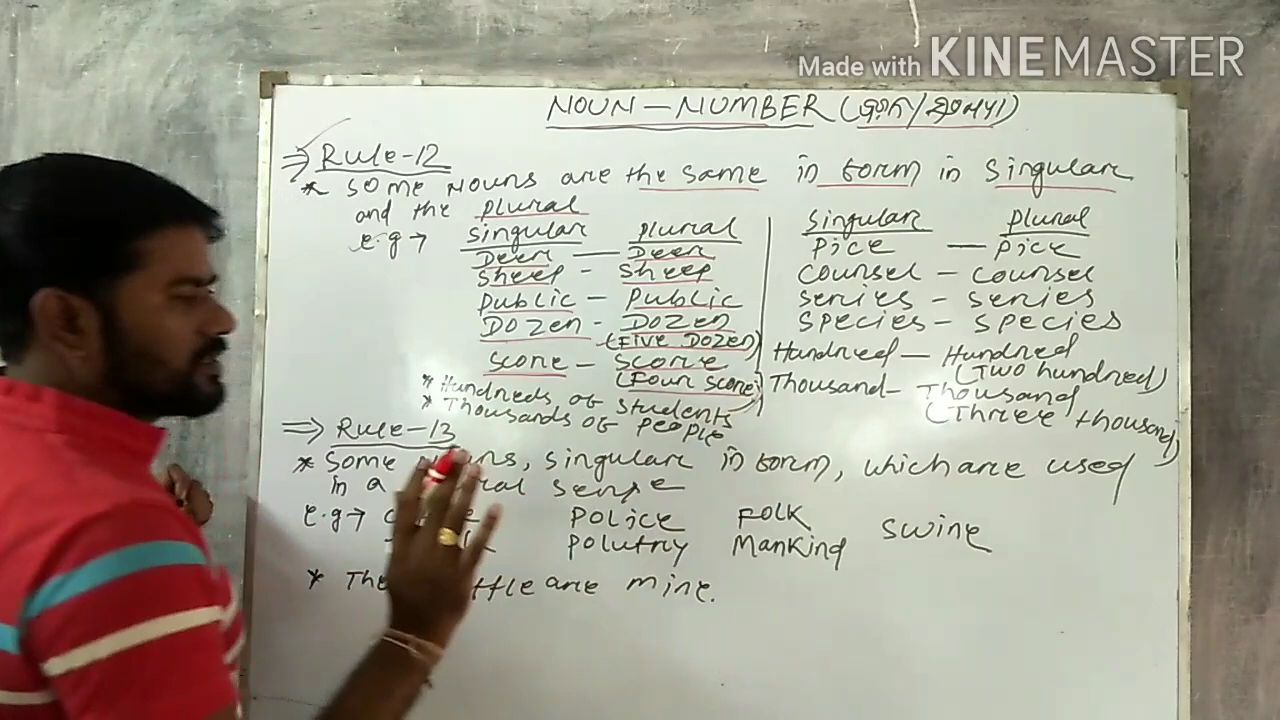 Made with KINEMASTER
NOUN - NUMBER (
⇒ Rule-12
* Some nouns are the same in form in singular
and the plural
e.g → singular plural
Deer — Deer
Sheep - Sheep
Public - Public
Dozen - Dozen
(Five Dozen)
Score - Score
(Four score)
* Hundreds of students
* Thousands of people
singular plural
Pice — Pice
Counsel - Counsel
Series - Series
Species - Species
Hundred — Hundred
(Two hundred)
Thousand - Thousand
(Three thousand)
⇒ Rule-13
* Some nouns, singular in form, which are used
in a sense
e.g → Police Folk Swine
Polutry Mankind
* The are mine.